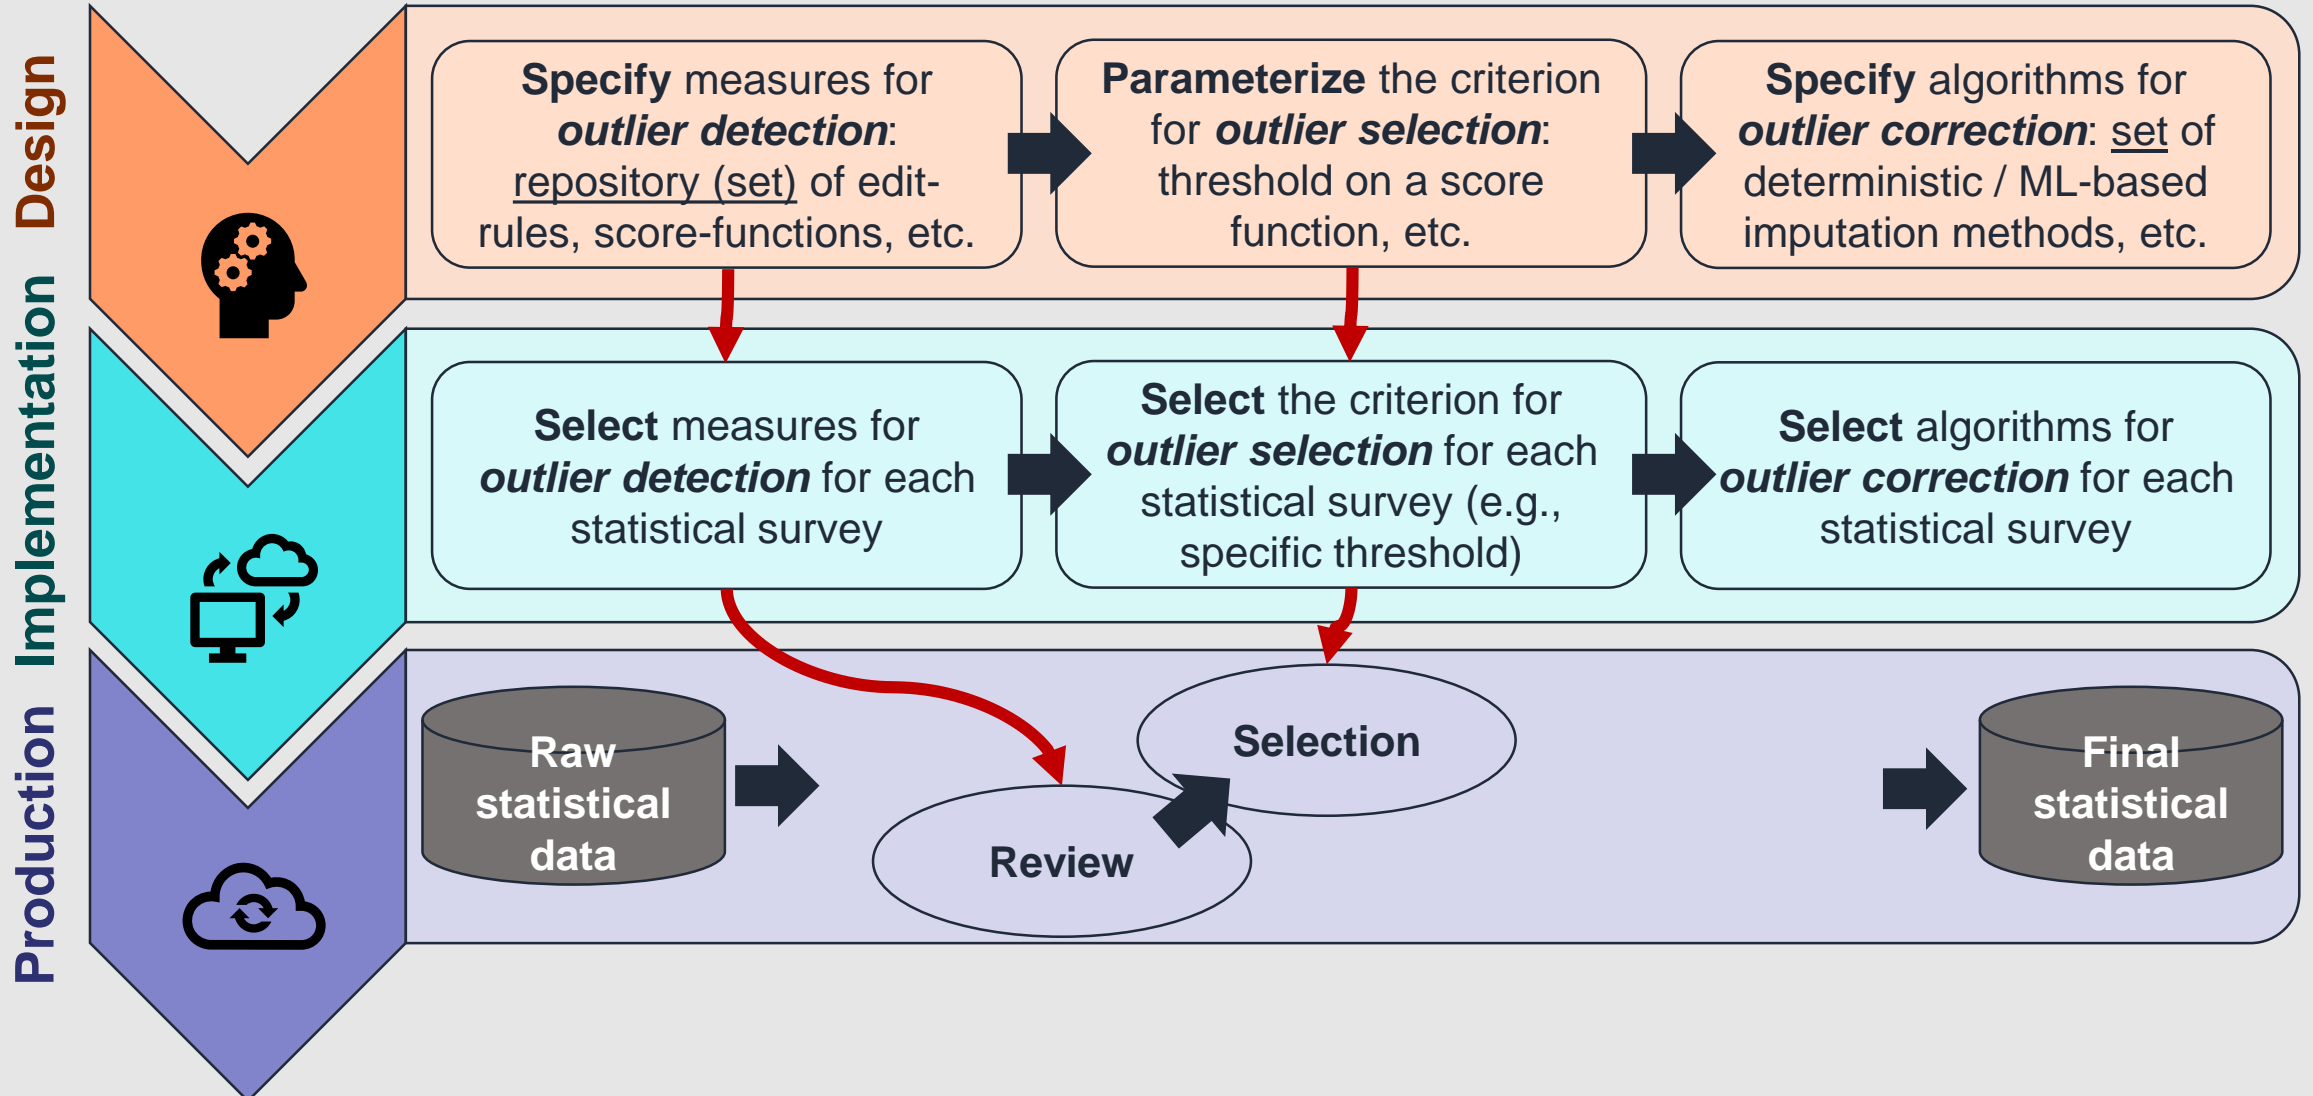 Design
Specify measures for
outlier detection:
repository (set) of edit-
rules, score-functions, etc.
Parameterize the criterion
for outlier selection:
threshold on a score
function, etc.
Specify algorithms for
outlier correction: set of
deterministic / ML-based
imputation methods, etc.
Implementation
Select measures for
outlier detection for each
statistical survey
Select the criterion for
outlier selection for each
statistical survey (e.g.,
specific threshold)
Select algorithms for
outlier correction for each
statistical survey
Production
Raw
statistical
data
Review
Selection
Final
statistical
data